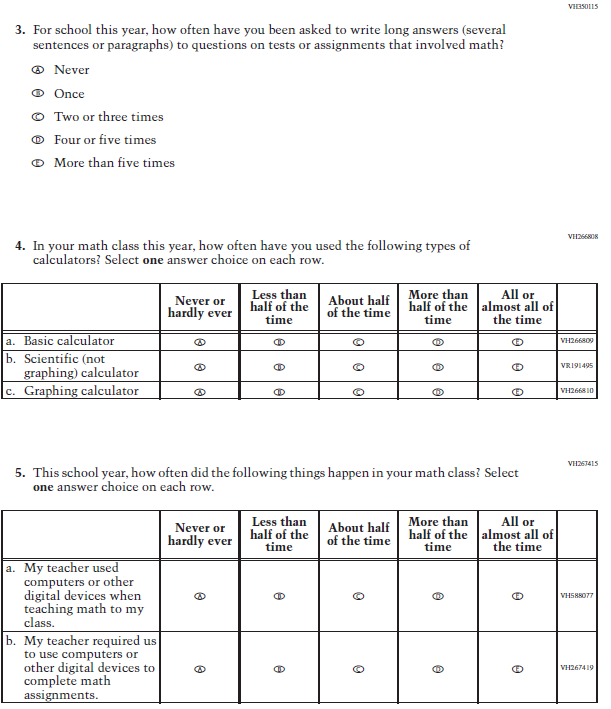 VH350115
3. For school this year, how often have you been asked to write long answers (several
sentences or paragraphs) to questions on tests or assignments that involved math?
A Never
B Once
C Two or three times
D Four or five times
E More than five times
VH266808
4. In your math class this year, how often have you used the following types of
calculators? Select one answer choice on each row.
Never or
hardly ever
Less than
half of the
time
About half
of the time
More than
half of the
time
All or
almost all of
the time
a. Basic calculator A B C D E VH266809
b. Scientific (not
graphing) calculator A B C D E VR191495
c. Graphing calculator A B C D E VH266810
VH267415
5. This school year, how often did the following things happen in your math class? Select
one answer choice on each row.
Never or
hardly ever
Less than
half of the
time
About half
of the time
More than
half of the
time
All or
almost all of
the time
a. My teacher used
computers or other
digital devices when
teaching math to my
class.
A B C D E VH588077
b. My teacher required us
to use computers or
other digital devices to
complete math
assignments.
A B C D E VH267419